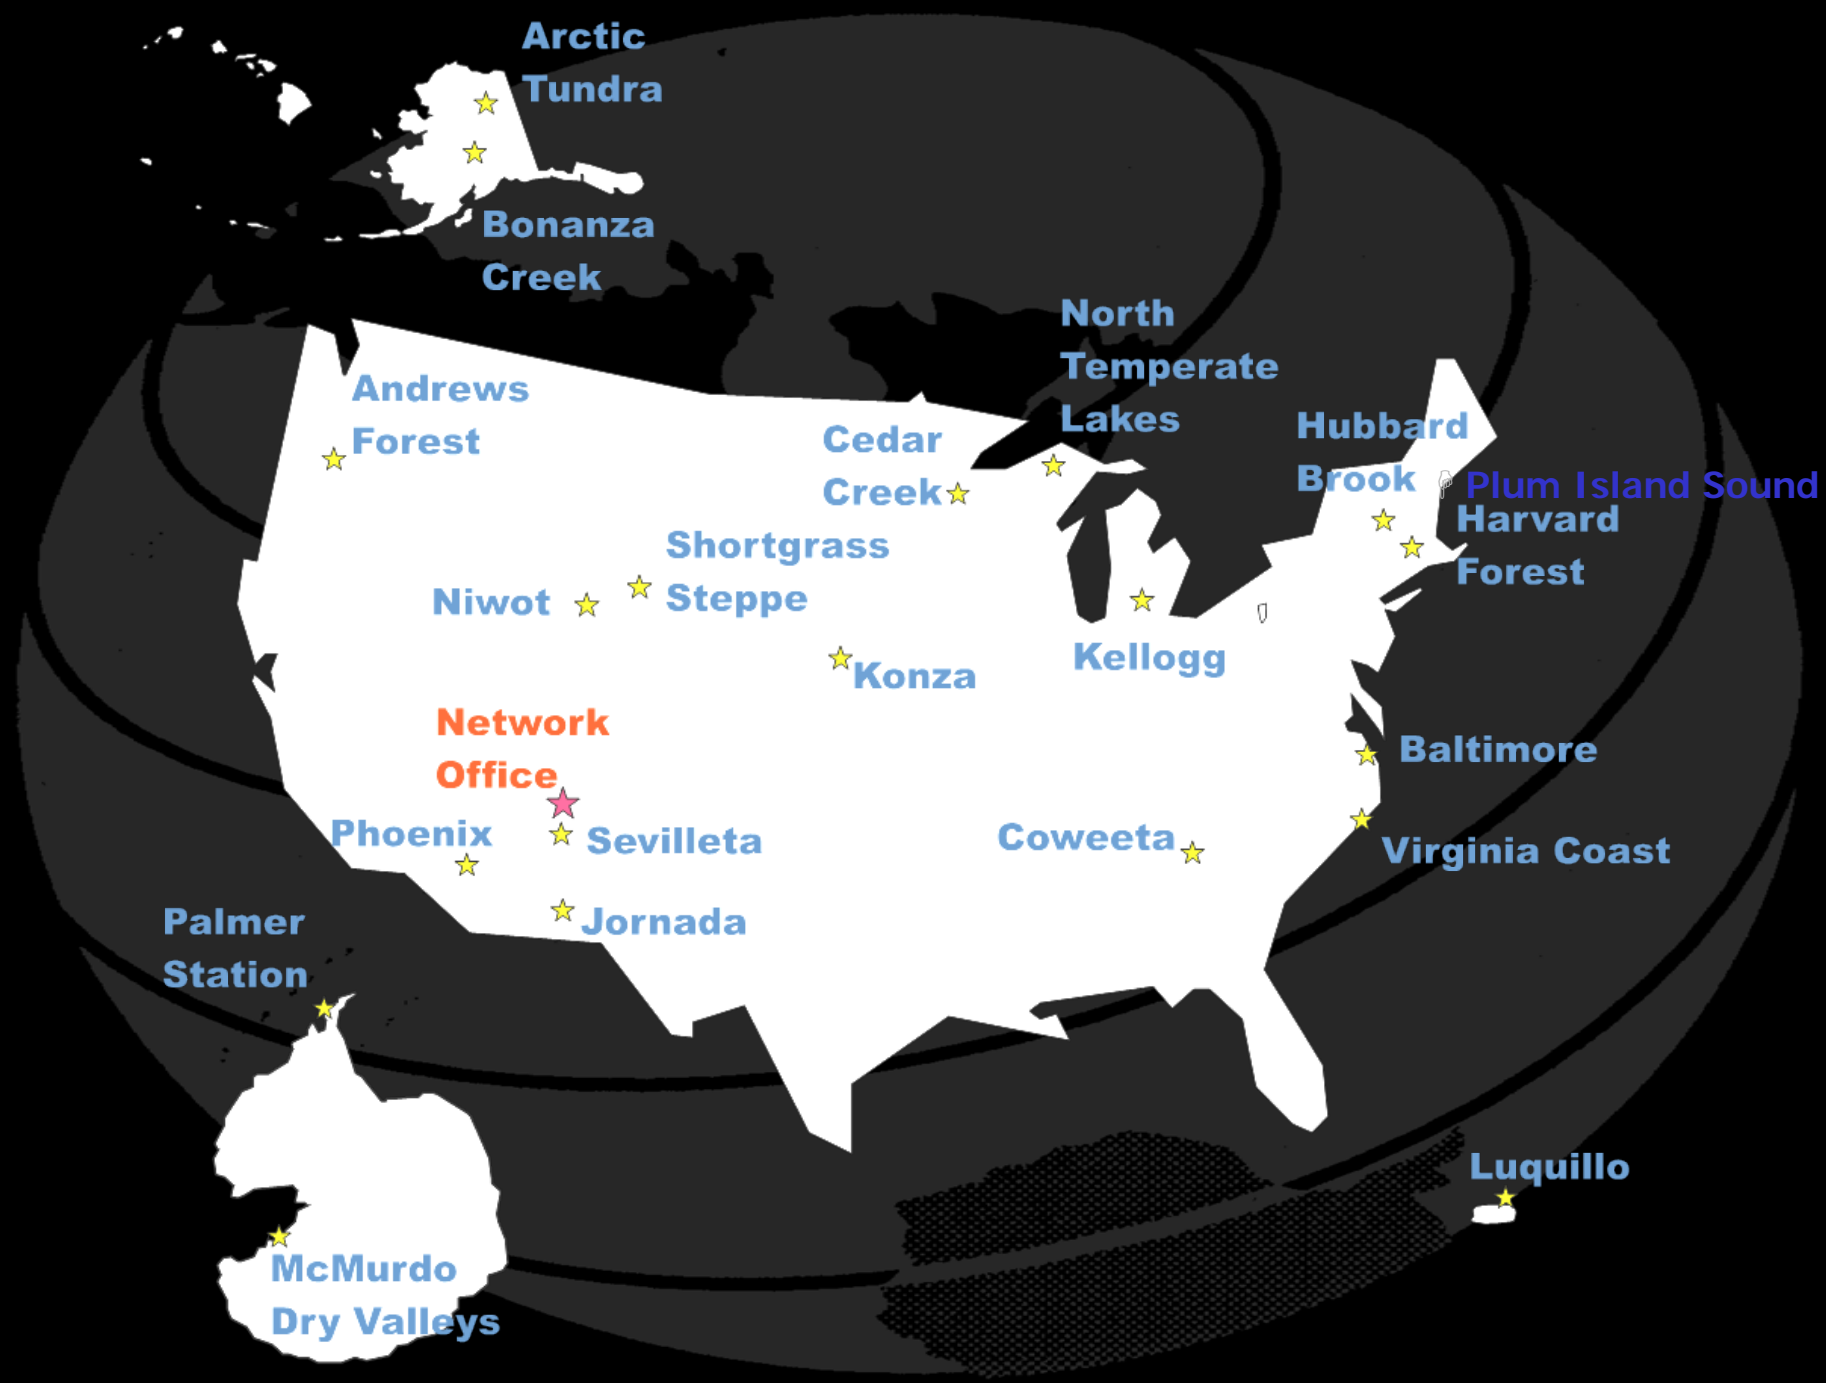 Arctic
Tundra
Bonanza
Creek
North
Temperate
Lakes
Andrews
Forest
Cedar
Creek
Hubbard
Brook
Plum Island Sound
Harvard
Forest
Shortgrass
Steppe
Niwot
Kellogg
Konza
Network
Office
Baltimore
Phoenix
Sevilleta
Coweeta
Virginia Coast
Jornada
Palmer
Station
Luquillo
McMurdo
Dry Valleys